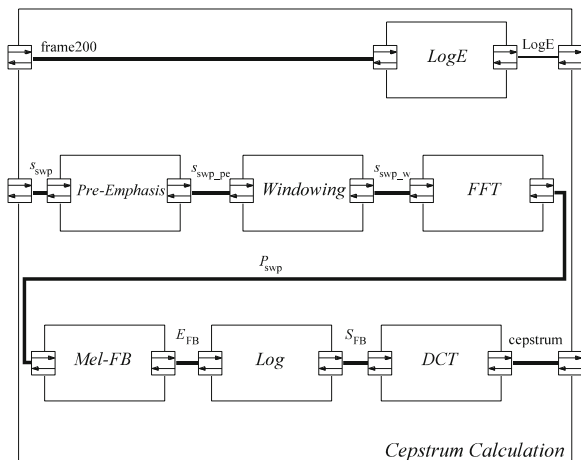 frame200
LogE
LogE
s_swp
Pre-Emphasis
s_swp_pe
Windowing
s_swp_w
FFT
P_swp
Mel-FB
E_FB
Log
S_FB
DCT
cepstrum
Cepstrum Calculation